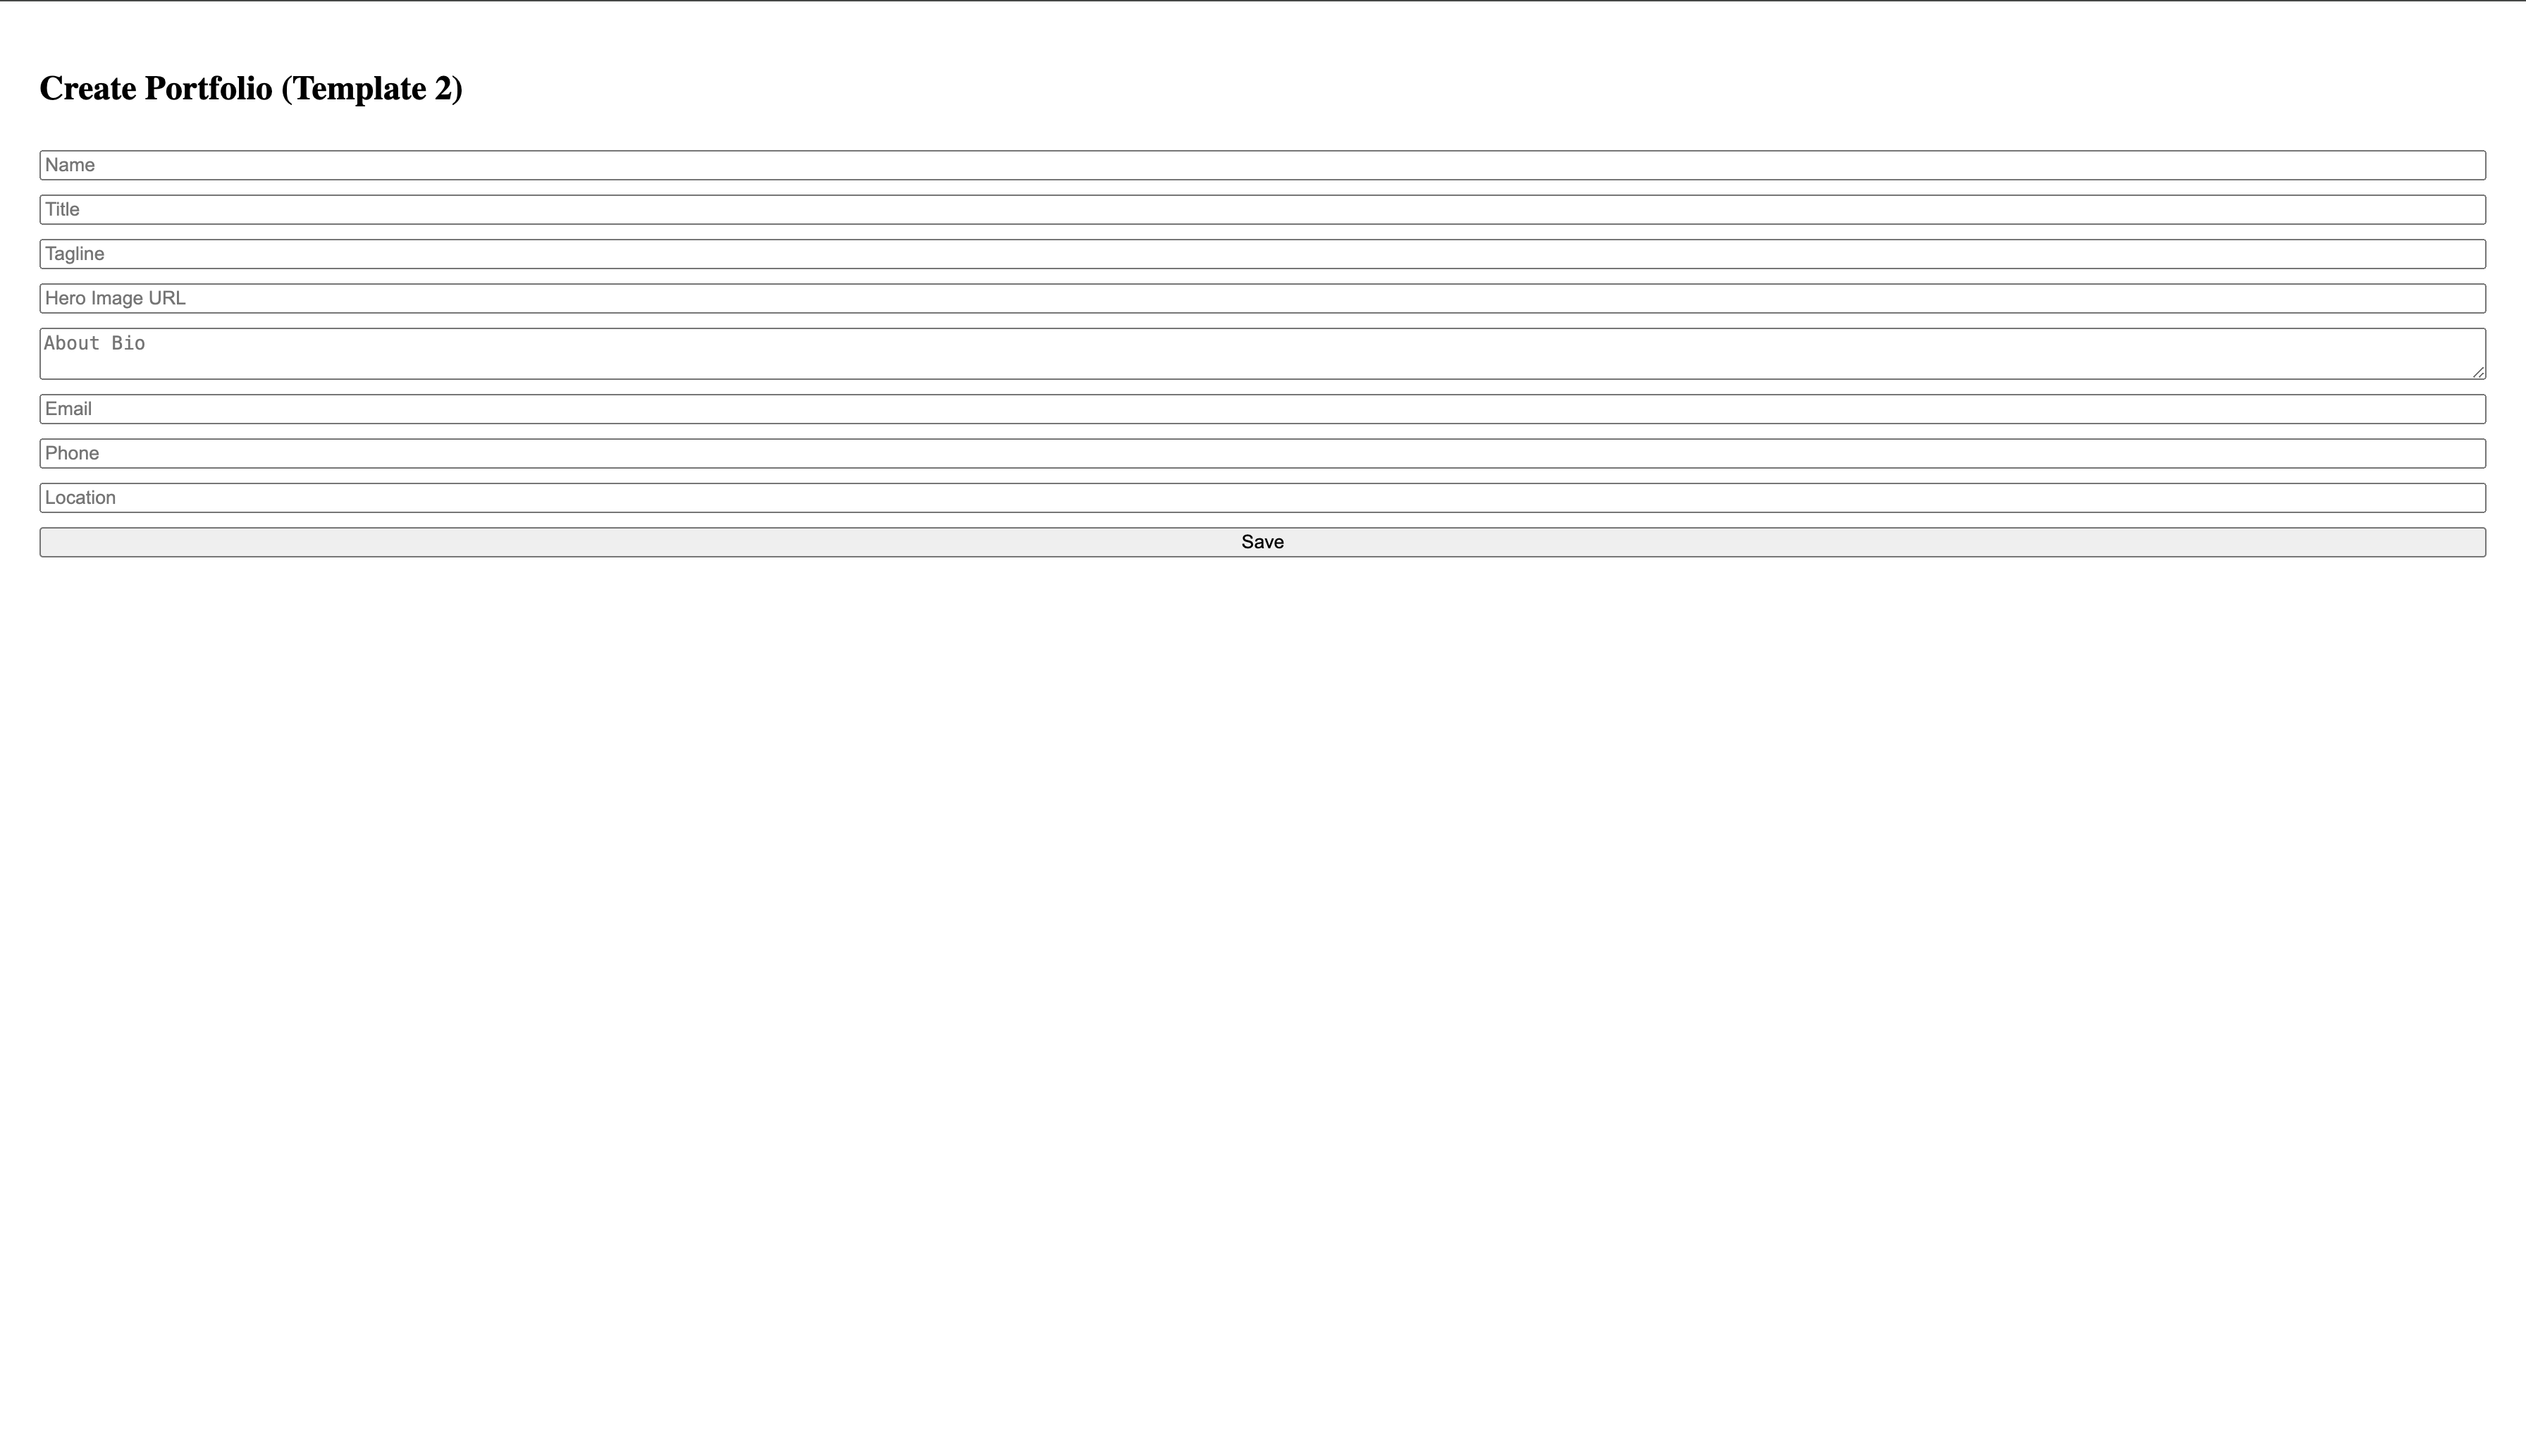 Create Portfolio (Template 2)
Name
Title
Tagline
Hero Image URL
About Bio
Email
Phone
Location
Save